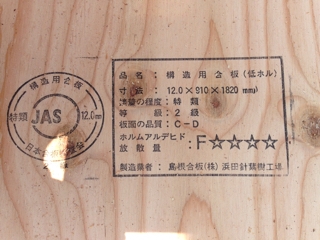 構造用合板
特類 JAS 12.0mm
品名：構造用合板（低ホル）
寸法：12.0×910×1820 mm
接着の程度：特類
等級：2級
板面の品質：C-D
ホルムアルデヒド
放散量：F☆☆☆☆
製造業者：島根合板(株)浜田針葉樹工場